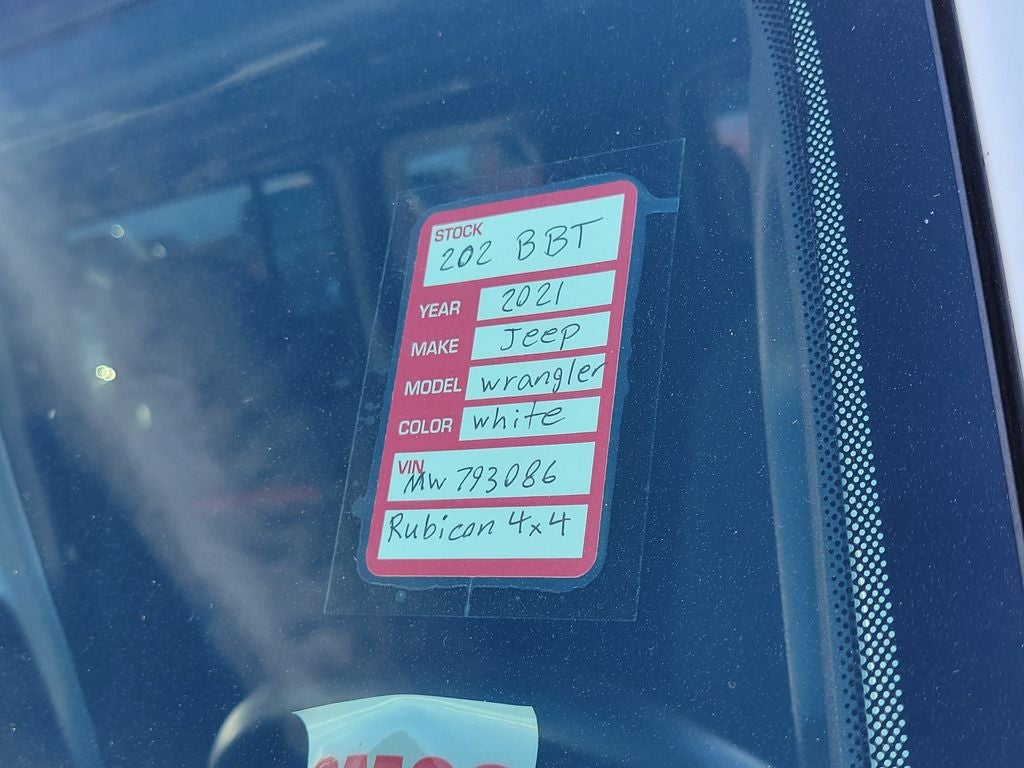 STOCK
202 BBT
YEAR 2021
MAKE Jeep
MODEL wrangler
COLOR white
VIN
MW 793086
Rubicon 4x4